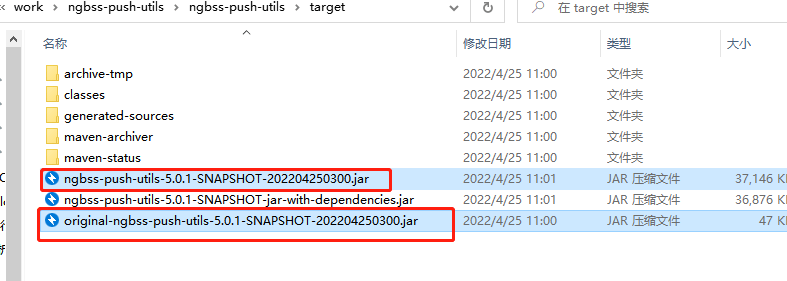 work > ngbss-push-utils > ngbss-push-utils > target
在 target 中搜索
名称 修改日期 类型 大小
archive-tmp 2022/4/25 11:00 文件夹
classes 2022/4/25 11:00 文件夹
generated-sources 2022/4/25 11:00 文件夹
maven-archiver 2022/4/25 11:00 文件夹
maven-status 2022/4/25 11:00 文件夹
ngbss-push-utils-5.0.1-SNAPSHOT-202204250300.jar 2022/4/25 11:01 JAR 压缩文件 37,146 K
ngbss-push-utils-5.0.1-SNAPSHOT-jar-with-dependencies.jar 2022/4/25 11:01 JAR 压缩文件 36,876 K
original-ngbss-push-utils-5.0.1-SNAPSHOT-202204250300.jar 2022/4/25 11:00 JAR 压缩文件 47 K